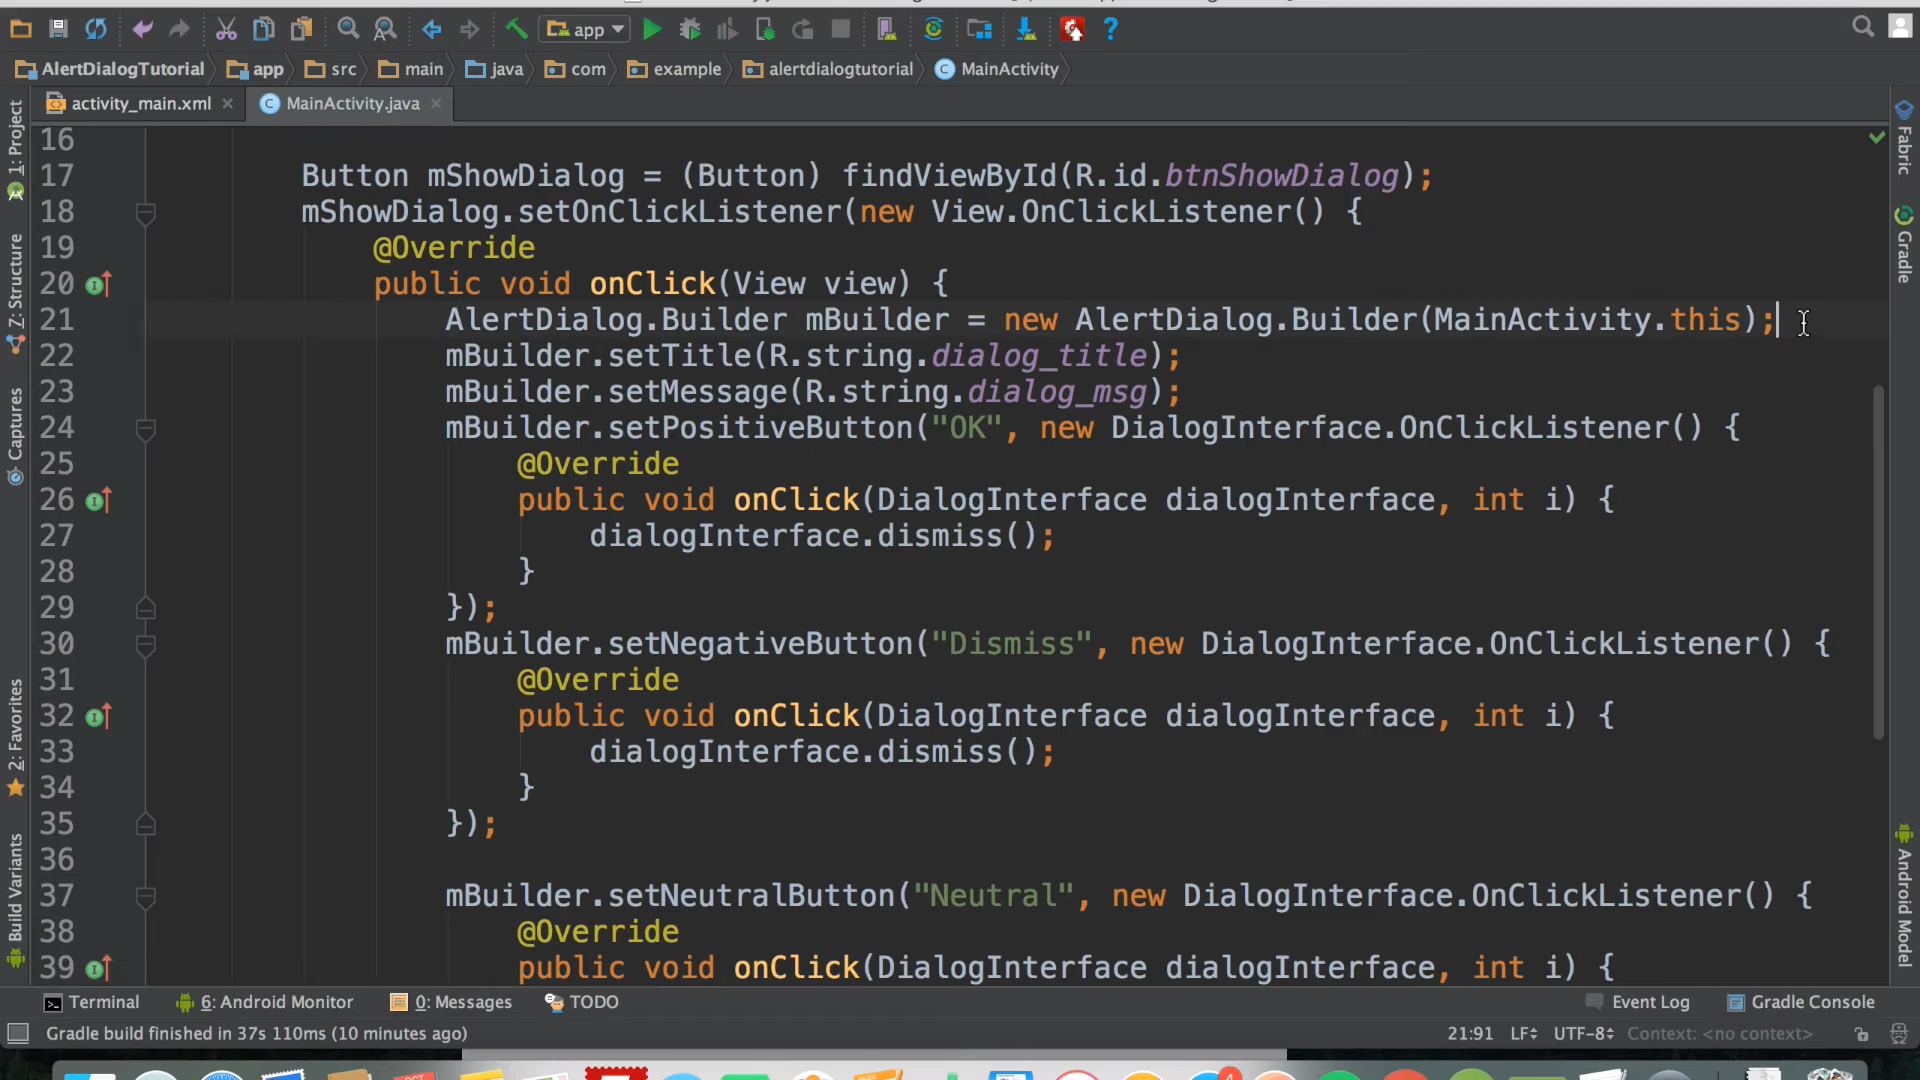 app
AlertDialogTutorial app src main java com example alertdialogtutorial MainActivity
activity_main.xml MainActivity.java
16
17 Button mShowDialog = (Button) findViewById(R.id.btnShowDialog);
18 mShowDialog.setOnClickListener(new View.OnClickListener() {
19 @Override
20 public void onClick(View view) {
21 AlertDialog.Builder mBuilder = new AlertDialog.Builder(MainActivity.this);
22 mBuilder.setTitle(R.string.dialog_title);
23 mBuilder.setMessage(R.string.dialog_msg);
24 mBuilder.setPositiveButton("OK", new DialogInterface.OnClickListener() {
25 @Override
26 public void onClick(DialogInterface dialogInterface, int i) {
27 dialogInterface.dismiss();
28 }
29 });
30 mBuilder.setNegativeButton("Dismiss", new DialogInterface.OnClickListener() {
31 @Override
32 public void onClick(DialogInterface dialogInterface, int i) {
33 dialogInterface.dismiss();
34 }
35 });
36
37 mBuilder.setNeutralButton("Neutral", new DialogInterface.OnClickListener() {
38 @Override
39 public void onClick(DialogInterface dialogInterface, int i) {
1: Project
7: Structure
Captures
2: Favorites
Build Variants
Fabric
Gradle
Android Model
Terminal 6: Android Monitor 0: Messages TODO Event Log Gradle Console
Gradle build finished in 37s 110ms (10 minutes ago) 21:91 LF UTF-8 Context: <no context>